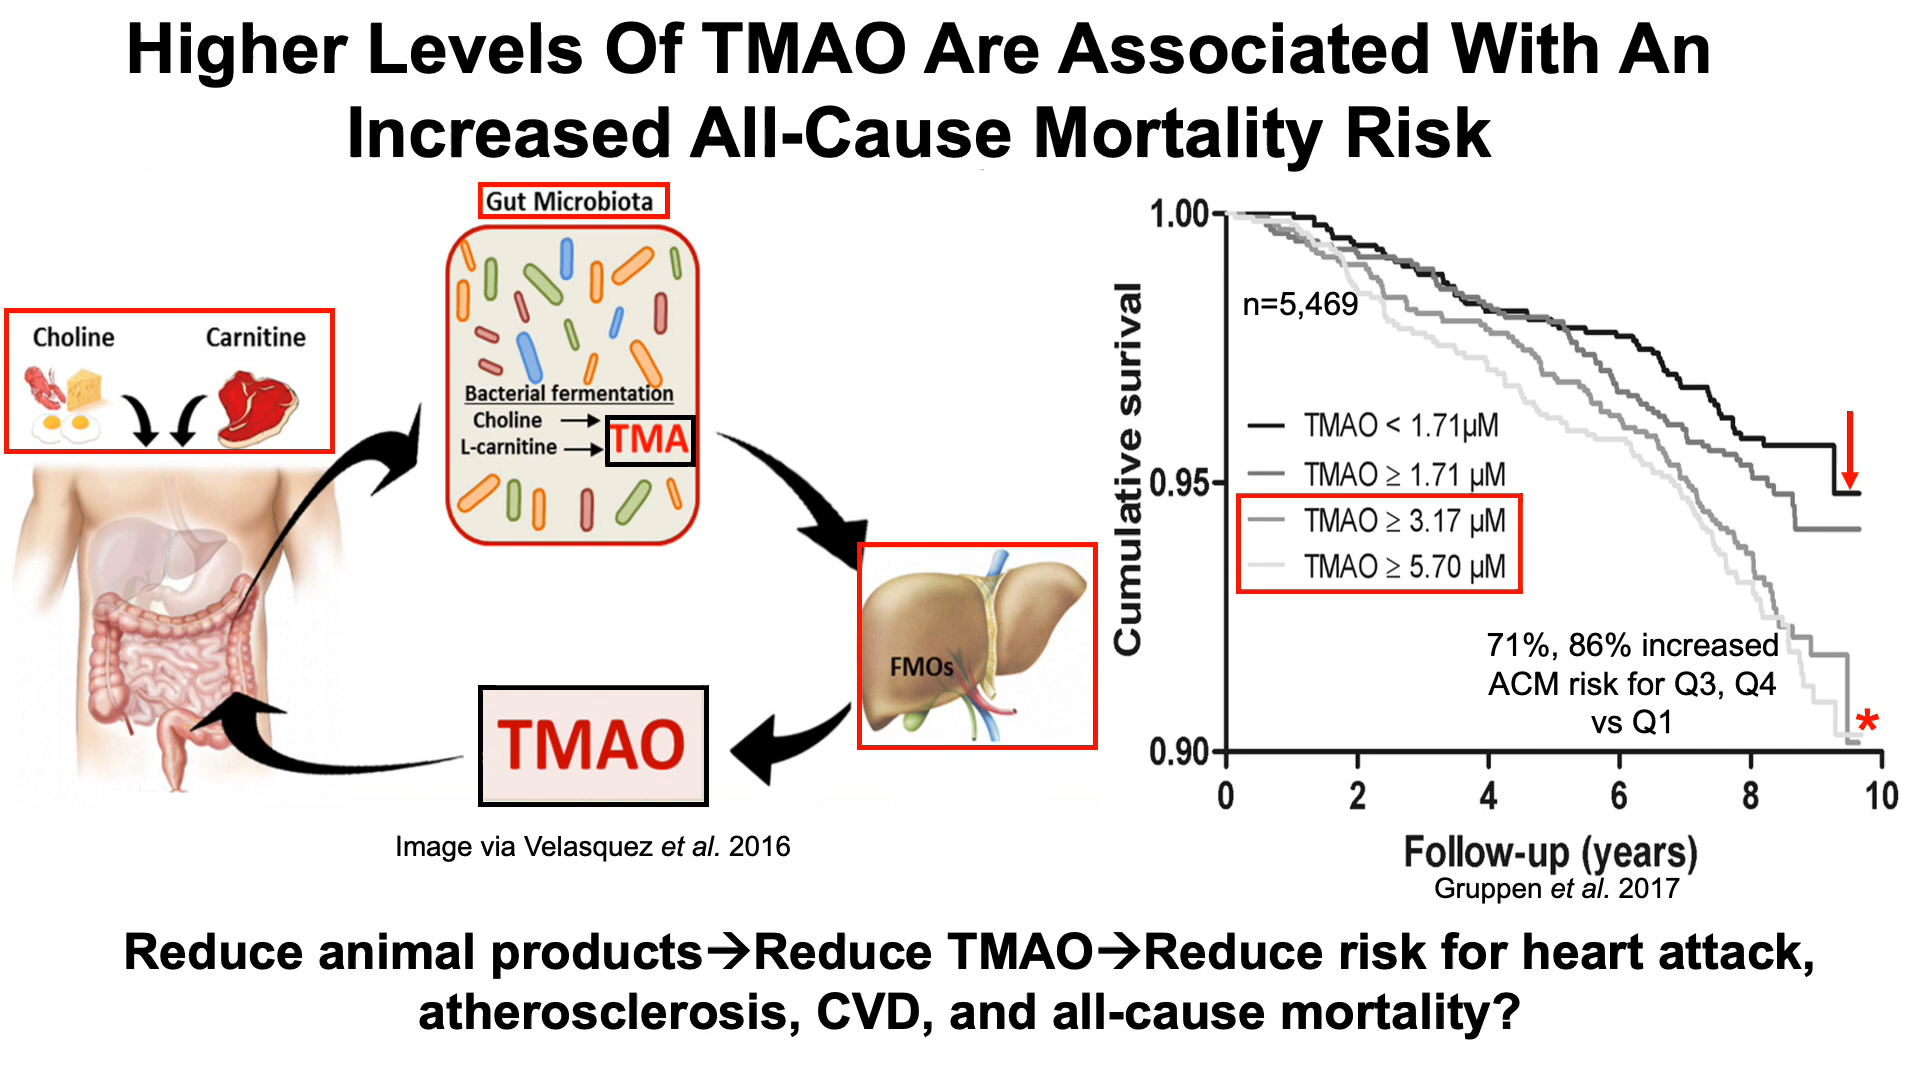 Higher Levels Of TMAO Are Associated With An
Increased All-Cause Mortality Risk
Gut Microbiota
Choline
Carnitine
Bacterial fermentation
Choline
L-carnitine
TMA
FMOs
TMAO
Image via Velasquez et al. 2016
Cumulative surival
1.00
0.95
0.90
n=5,469
TMAO < 1.71µM
TMAO ≥ 1.71 µM
TMAO ≥ 3.17 µM
TMAO ≥ 5.70 µM
71%, 86% increased
ACM risk for Q3, Q4
vs Q1
*
0 2 4 6 8 10
Follow-up (years)
Gruppen et al. 2017
Reduce animal products→Reduce TMAO→Reduce risk for heart attack,
atherosclerosis, CVD, and all-cause mortality?